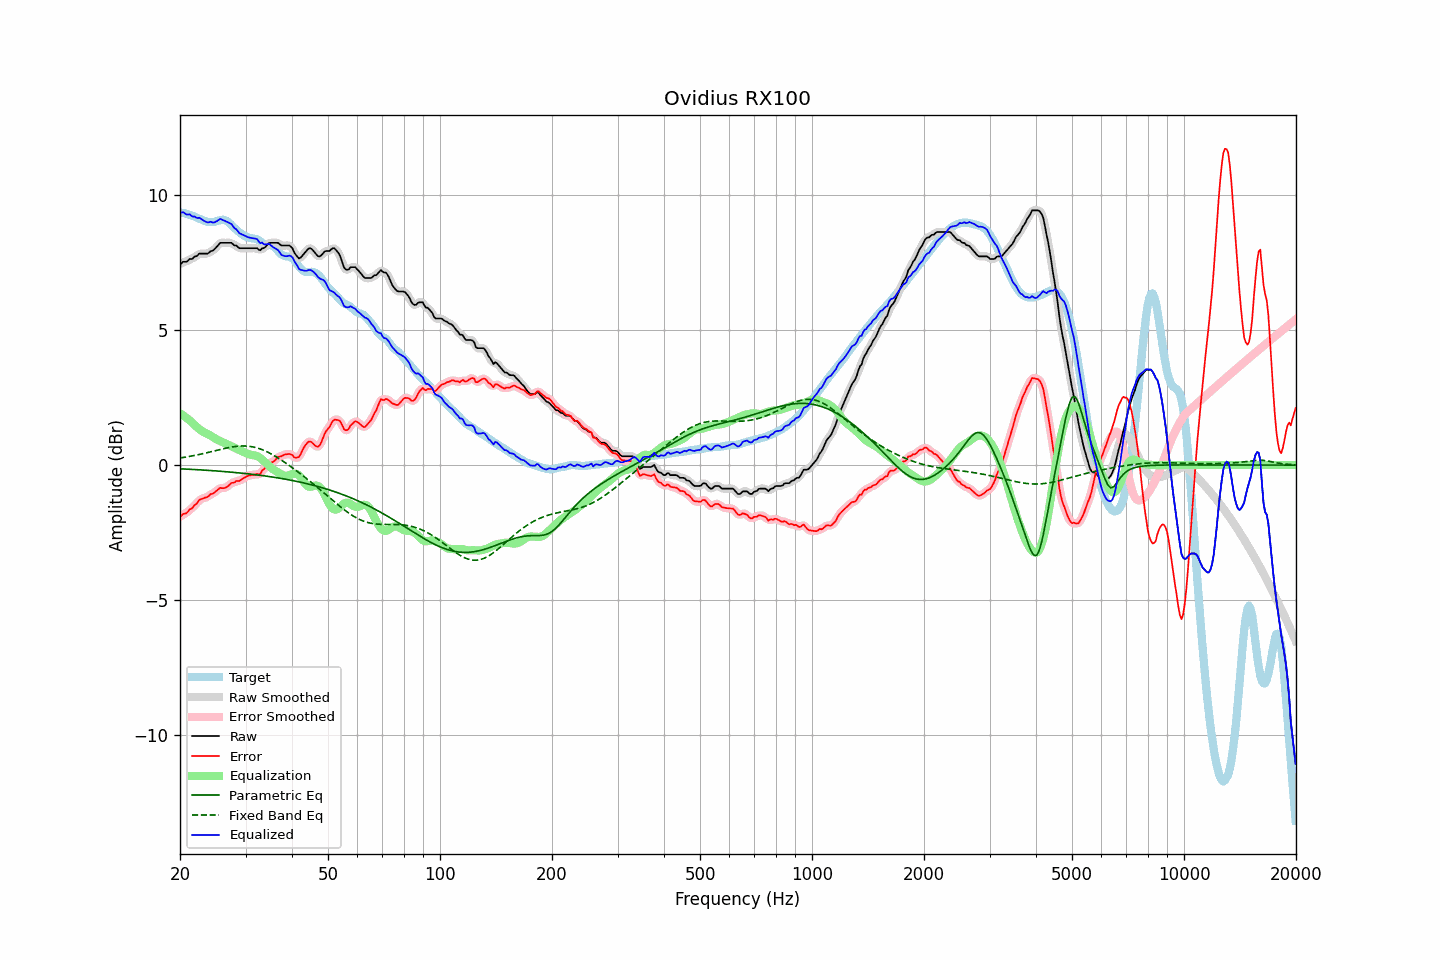 Ovidius RX100
Amplitude (dBr)
10
5
0
−5
−10
Target
Raw Smoothed
Error Smoothed
Raw
Error
Equalization
Parametric Eq
Fixed Band Eq
Equalized
20 50 100 200 500 1000 2000 5000 10000 20000
Frequency (Hz)